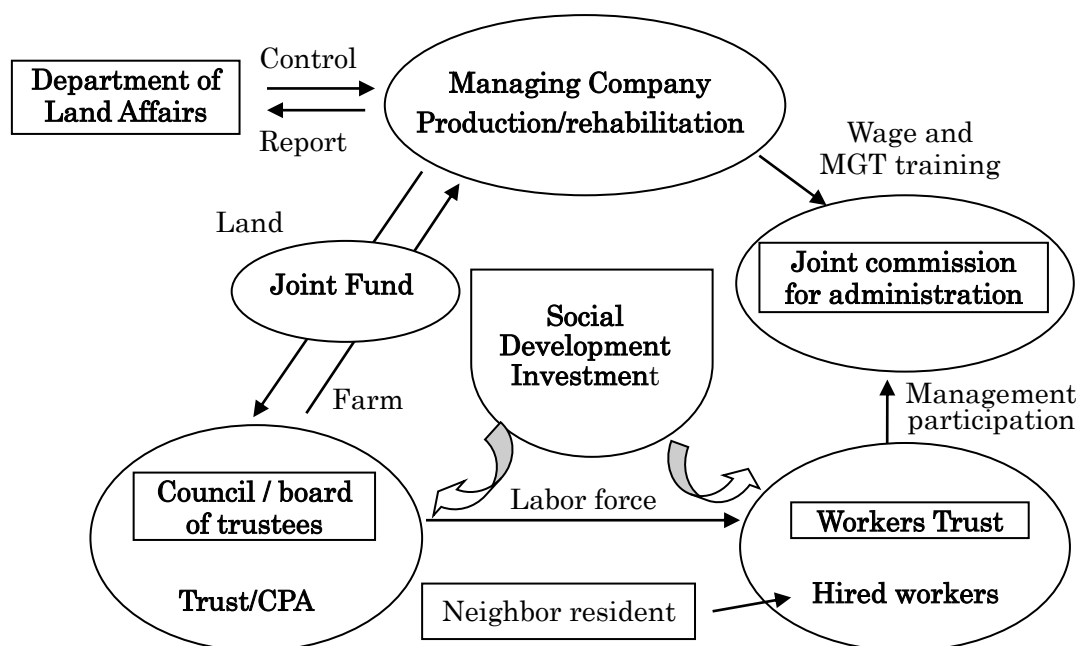 Department of
Land Affairs
Control
Report
Managing Company
Production/rehabilitation
Wage and
MGT training
Land
Joint Fund
Joint commission
for administration
Social
Development
Investment
Farm
Management
participation
Council / board
of trustees
Labor force
Workers Trust
Trust/CPA
Neighbor resident
Hired workers